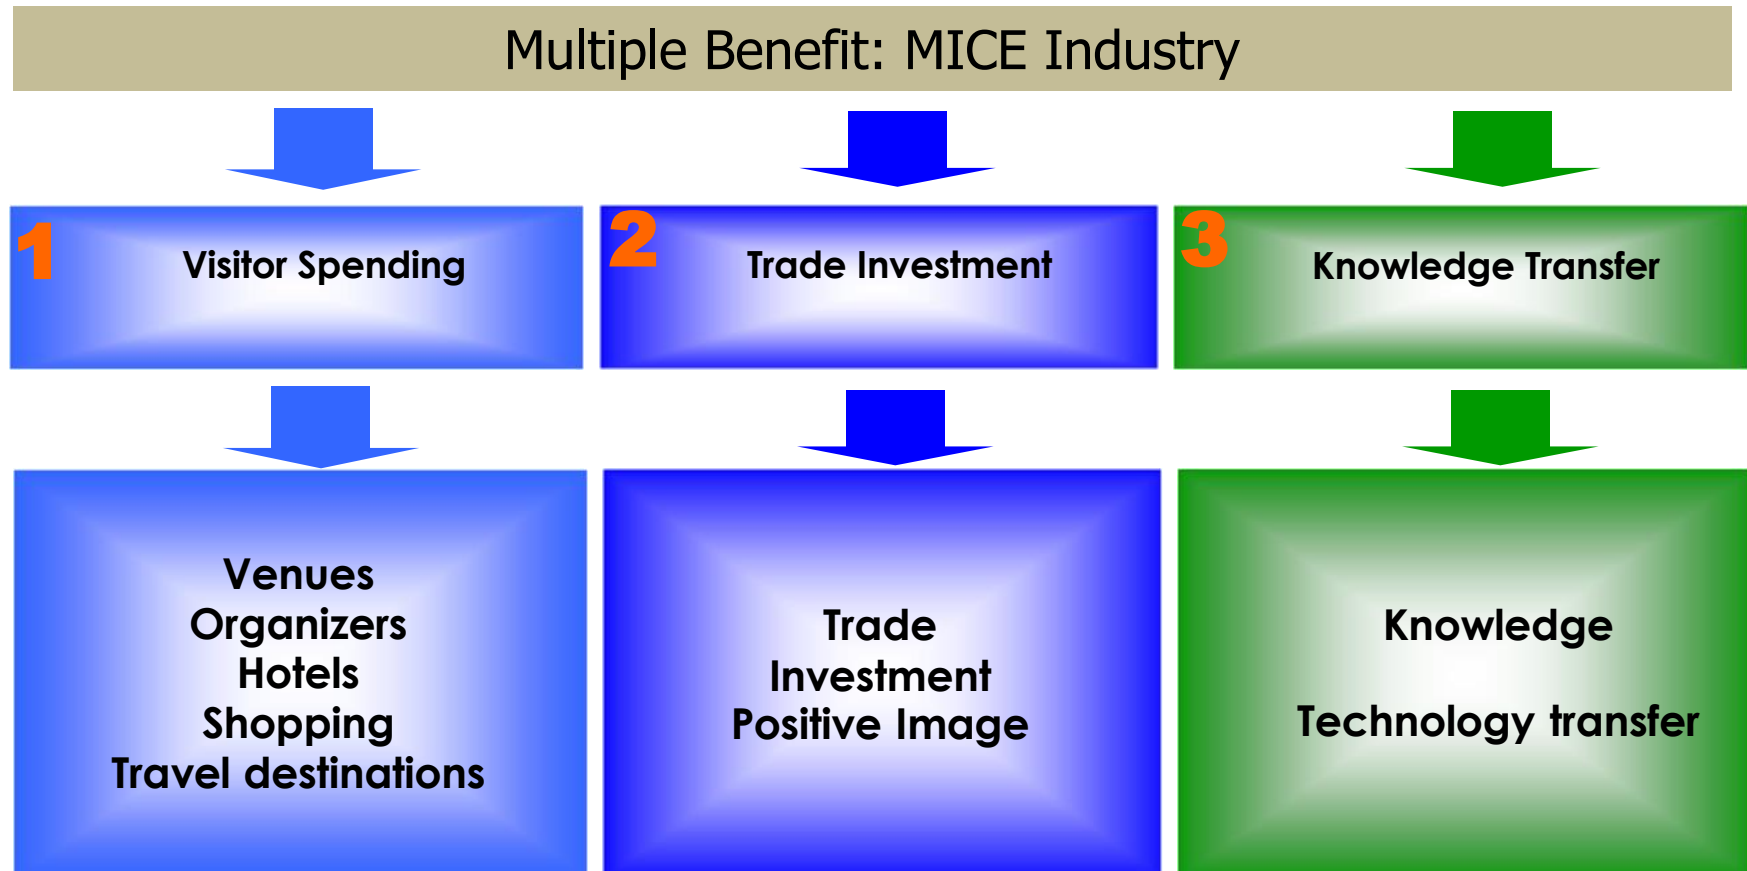 Multiple Benefit: MICE Industry
1
Visitor Spending
2
Trade Investment
3
Knowledge Transfer
Venues
Organizers
Hotels
Shopping
Travel destinations
Trade
Investment
Positive Image
Knowledge
Technology transfer